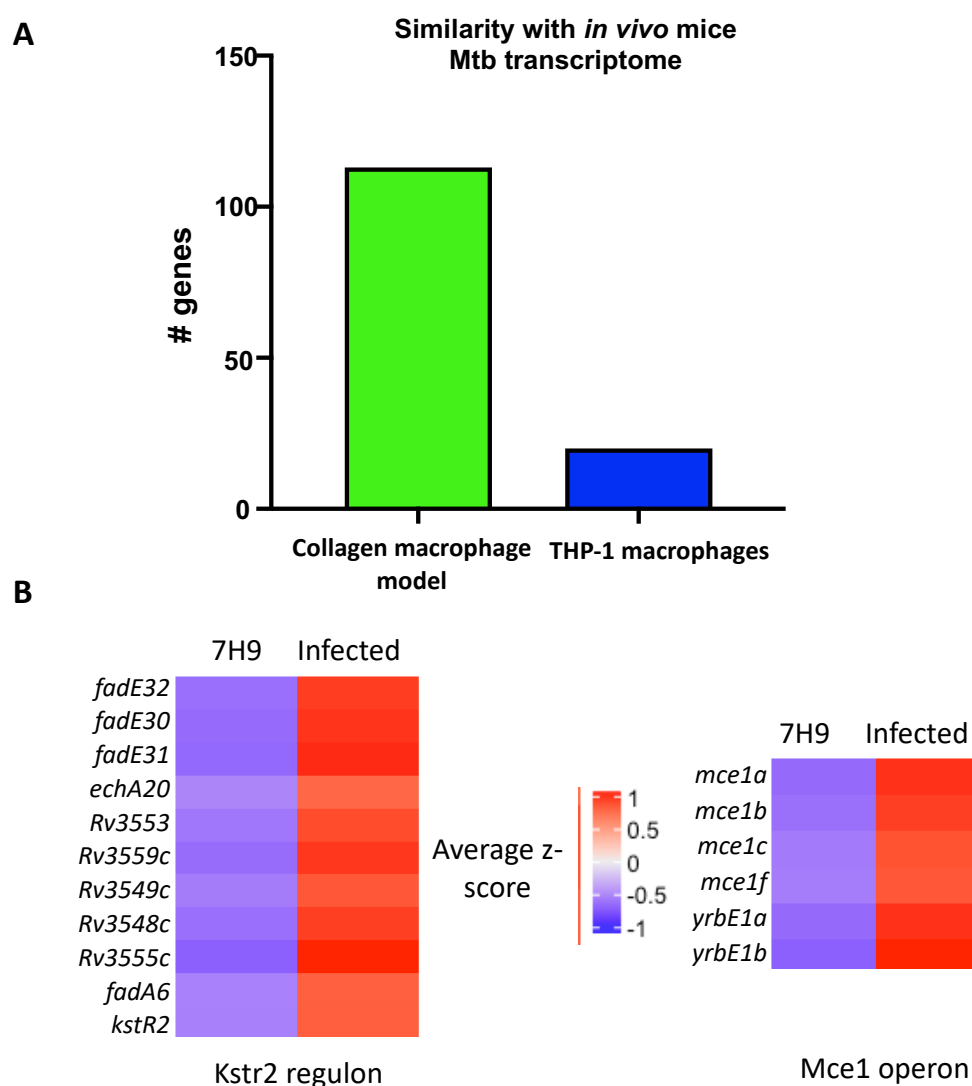 A
Similarity with in vivo mice
Mtb transcriptome
# genes
150
100
50
0
Collagen macrophage
model
THP-1 macrophages
B
7H9 Infected
fadE32
fadE30
fadE31
echA20
Rv3553
Rv3559c
Rv3549c
Rv3548c
Rv3555c
fadA6
kstR2
Kstr2 regulon
Average z-
score
1
0.5
0
-0.5
-1
7H9 Infected
mce1a
mce1b
mce1c
mce1f
yrbE1a
yrbE1b
Mce1 operon